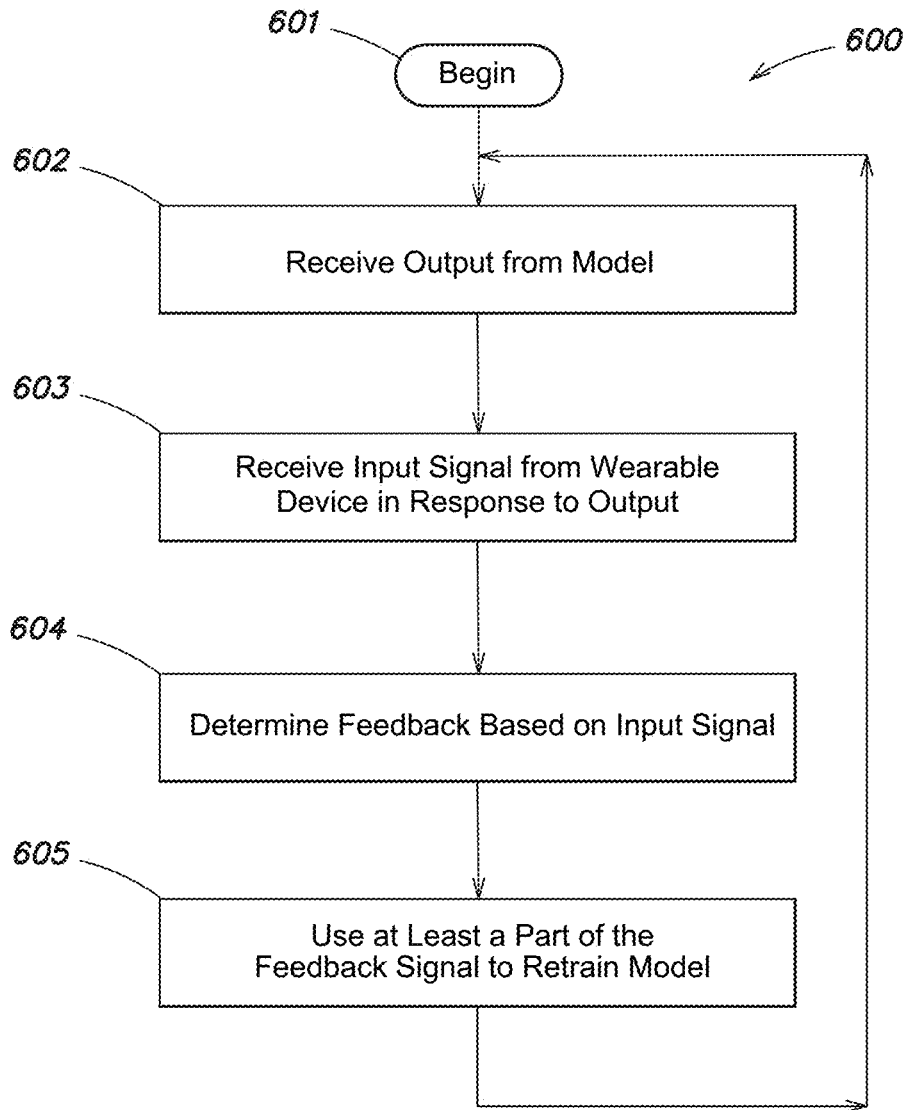 601
600
Begin
602
Receive Output from Model
603
Receive Input Signal from Wearable
Device in Response to Output
604
Determine Feedback Based on Input Signal
605
Use at Least a Part of the
Feedback Signal to Retrain Model